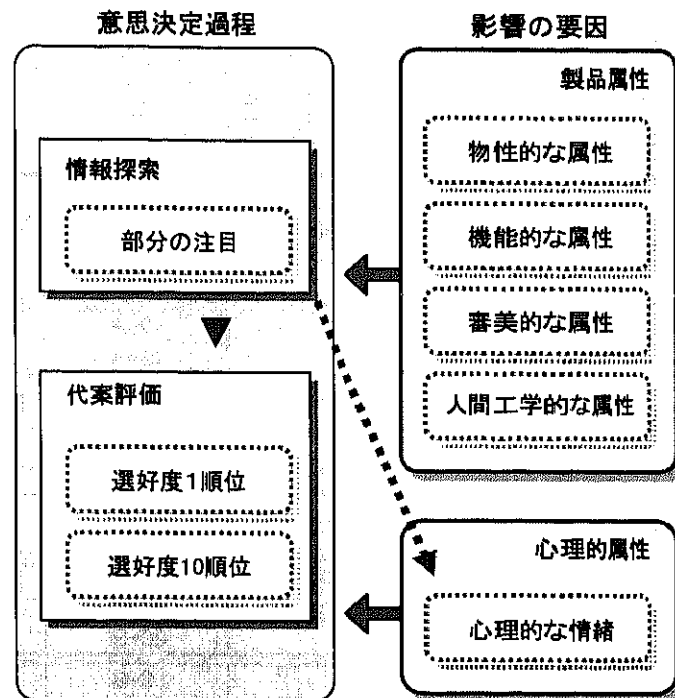 意思決定過程
情報探索
部分の注目
代案評価
選好度1順位
選好度10順位
影響の要因
製品属性
物性的な属性
機能的な属性
審美的な属性
人間工学的な属性
心理的属性
心理的な情緒